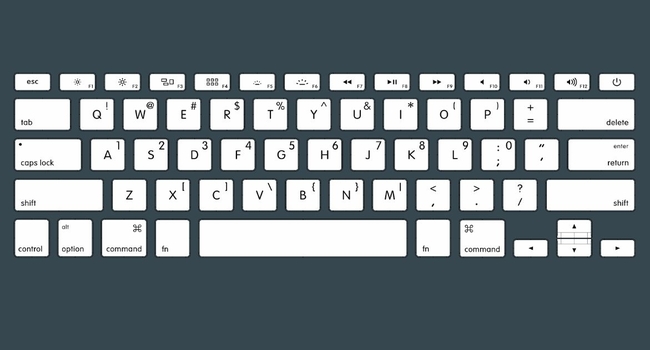 esc F1 F2 F3 F4 F5 F6 F7 F8 F9 F10 F11 F12
tab Q ! W @ E # R $ T % Y ^ U & I * O ( P ) + = delete
caps lock A 1 S 2 D 3 F 4 G 5 H 6 J 7 K 8 L 9 : ; 0 " ' enter return
shift Z X [ C ] V \ B { N } M | < , > . ? / shift
control alt option ⌘ command fn fn ⌘ command ◄ ▲ ▼ ►